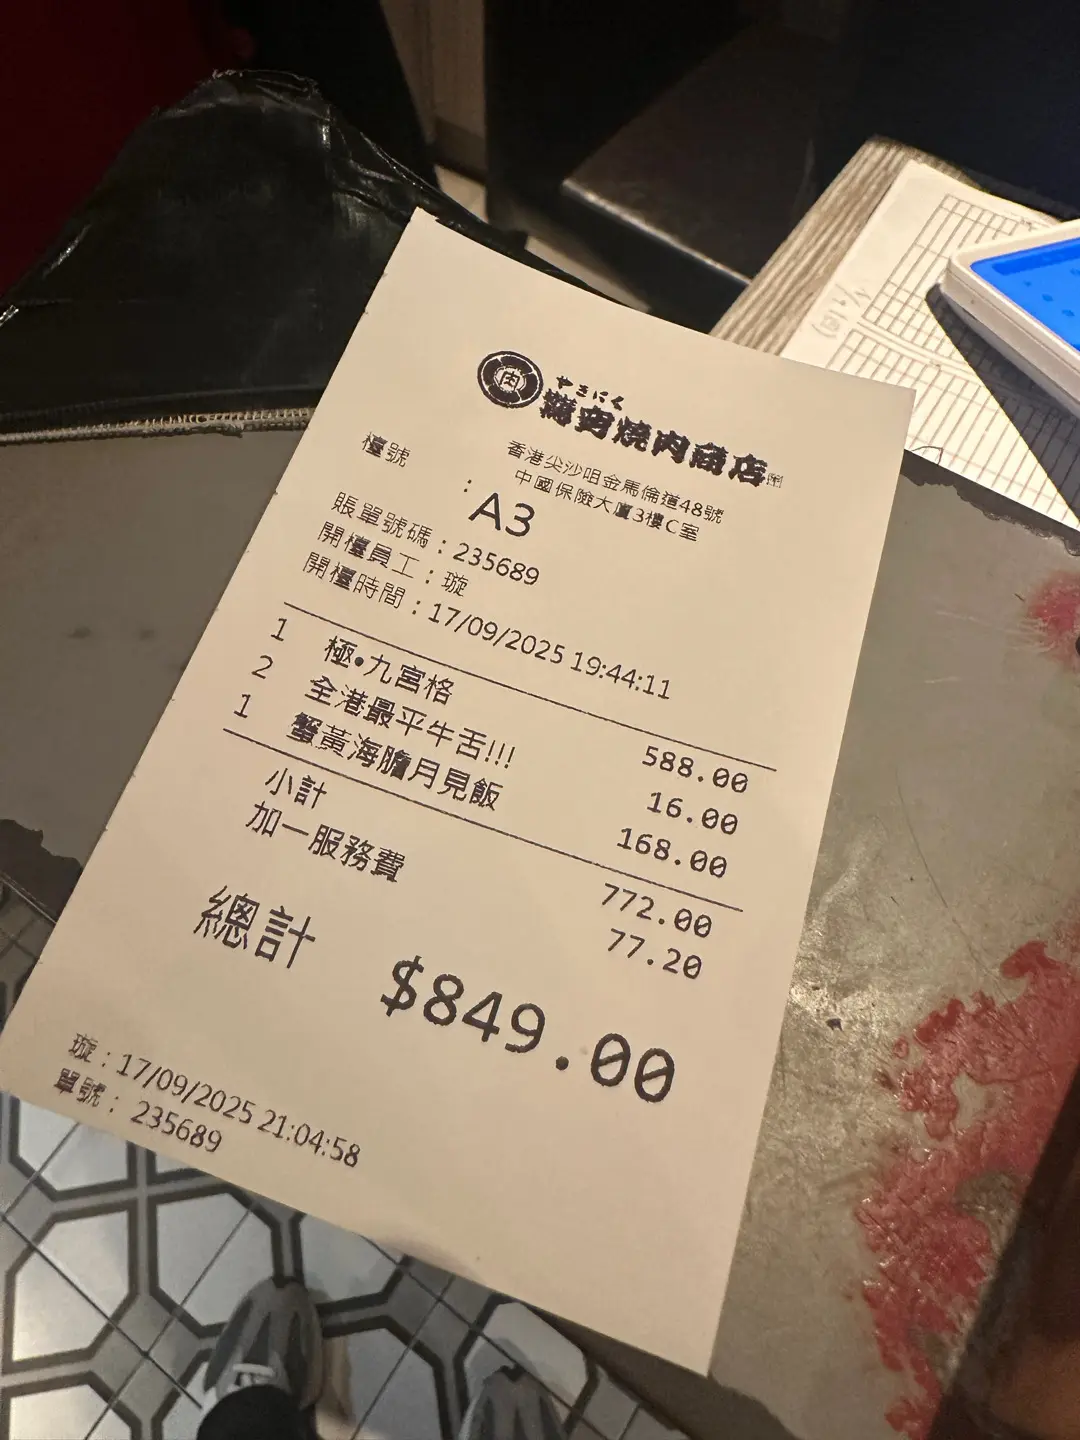 肉
やきにく
燒肉商店
香港尖沙咀金馬倫道48號
中國保險大廈3樓C室
檯號 : A3
賬單號碼 : 235689
開檯員工 : 璇
開檯時間 : 17/09/2025 19:44:11
1 極•九宮格 588.00
2 全港最平牛舌!!! 16.00
1 蟹黃海膽月見飯 168.00
小計 772.00
加一服務費 77.20
總計 $849.00
璇 : 17/09/2025 21:04:58
單號 : 235689